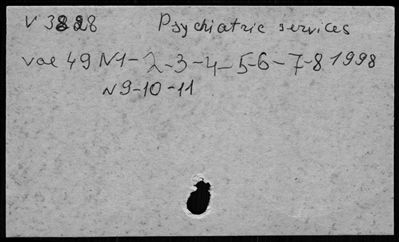 V 3828 Psychiatric services
vol 49 N1-2-3-4-5-6-7-8 1998
N9-10-11